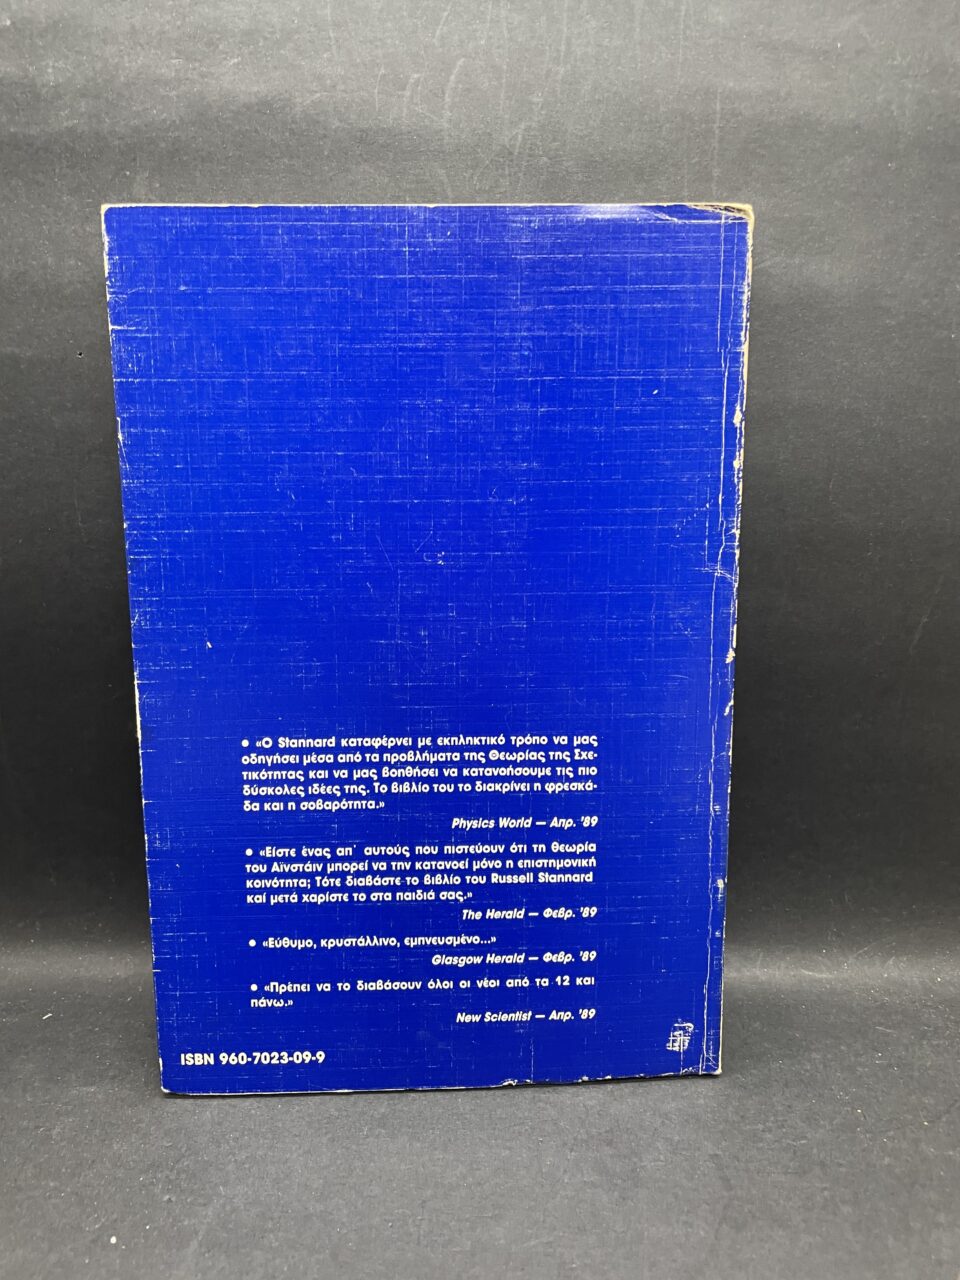 ● «Ο Stannard καταφέρνει με εκπληκτικό τρόπο να μας
οδηγήσει μέσα από τα προβλήματα της Θεωρίας της Σχε-
τικότητας και να μας βοηθήσει να κατανοήσουμε τις πιο
δύσκολες ιδέες της. Το βιβλίο του το διακρίνει η φρεσκά-
δα και η σοβαρότητα.»
Physics World — Απρ. '89
● «Είστε ένας απ' αυτούς που πιστεύουν ότι τη θεωρία
του Αϊνστάιν μπορεί να την κατανοεί μόνο η επιστημονική
κοινότητα; Τότε διαβάστε το βιβλίο του Russell Stannard
καί μετά χαρίστε το στα παιδιά σας.»
The Herald — Φεβρ. '89
● «Εύθυμο, κρυστάλλινο, εμπνευσμένο...»
Glasgow Herald — Φεβρ. '89
● «Πρέπει να το διαβάσουν όλοι οι νέοι από τα 12 και
πάνω.»
New Scientist — Απρ. '89
ISBN 960-7023-09-9